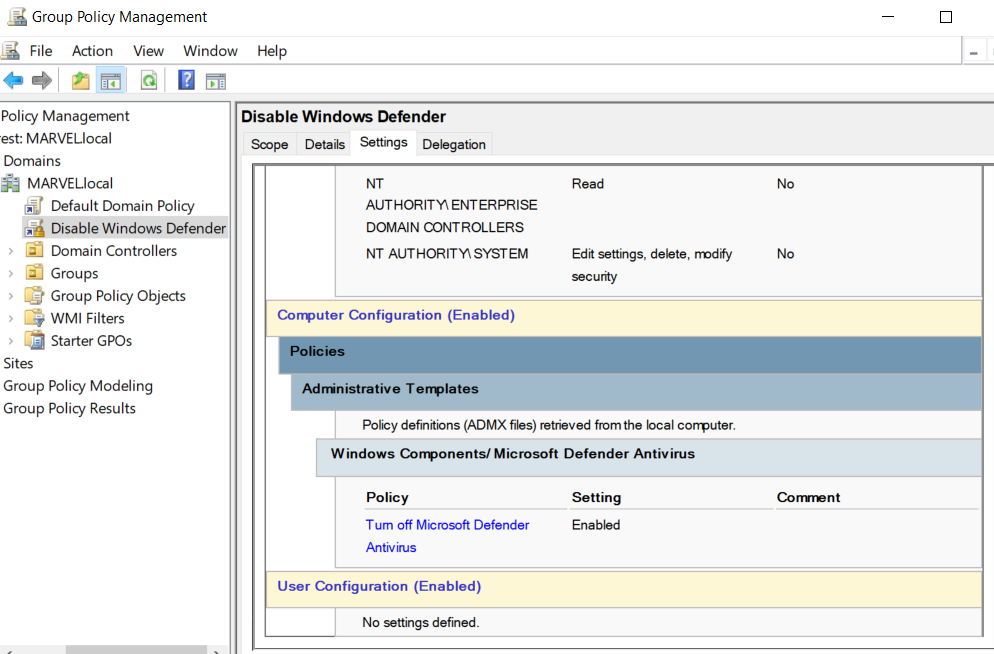 Group Policy Management
File Action View Window Help
Policy Management
est: MARVEL.local
Domains
MARVEL.local
Default Domain Policy
Disable Windows Defender
Domain Controllers
Groups
Group Policy Objects
WMI Filters
Starter GPOs
Sites
Group Policy Modeling
Group Policy Results
Disable Windows Defender
Scope Details Settings Delegation
NT Read No
AUTHORITY\ENTERPRISE
DOMAIN CONTROLLERS
NT AUTHORITY\SYSTEM Edit settings, delete, modify No
security
Computer Configuration (Enabled)
Policies
Administrative Templates
Policy definitions (ADMX files) retrieved from the local computer.
Windows Components/Microsoft Defender Antivirus
Policy Setting Comment
Turn off Microsoft Defender Enabled
Antivirus
User Configuration (Enabled)
No settings defined.